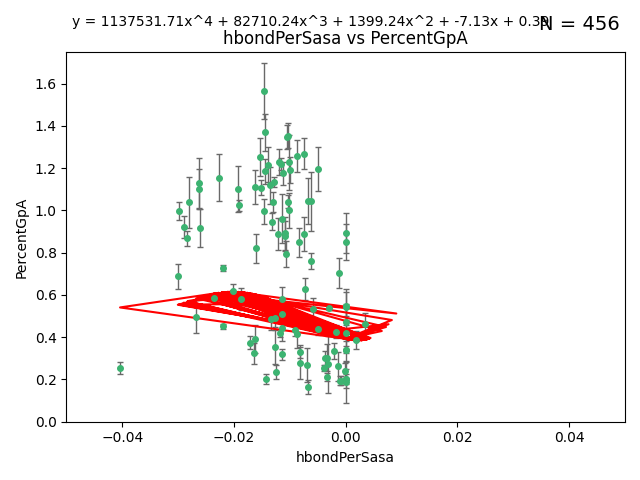 y = 1137531.71x^4 + 82710.24x^3 + 1399.24x^2 + -7.13x + 0.39
N = 456
hbondPerSasa vs PercentGpA
PercentGpA
1.6
1.4
1.2
1.0
0.8
0.6
0.4
0.2
0.0
−0.04 −0.02 0.00 0.02 0.04
hbondPerSasa